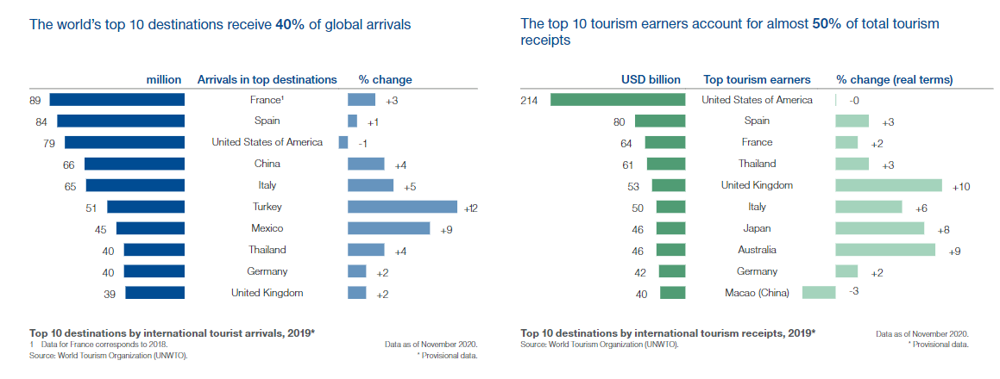 The world's top 10 destinations receive 40% of global arrivals
million Arrivals in top destinations % change
89 France¹ +3
84 Spain +1
79 United States of America -1
66 China +4
65 Italy +5
51 Turkey +12
45 Mexico +9
40 Thailand +4
40 Germany +2
39 United Kingdom +2
Top 10 destinations by international tourist arrivals, 2019*
1 Data for France corresponds to 2018.
Source: World Tourism Organization (UNWTO).
Data as of November 2020.
* Provisional data.
The top 10 tourism earners account for almost 50% of total tourism
receipts
USD billion Top tourism earners % change (real terms)
214 United States of America -0
80 Spain +3
64 France +2
61 Thailand +3
53 United Kingdom +10
50 Italy +6
46 Japan +8
46 Australia +9
42 Germany +2
40 Macao (China) -3
Top 10 destinations by international tourism receipts, 2019*
Source: World Tourism Organization (UNWTO).
Data as of November 2020.
* Provisional data.